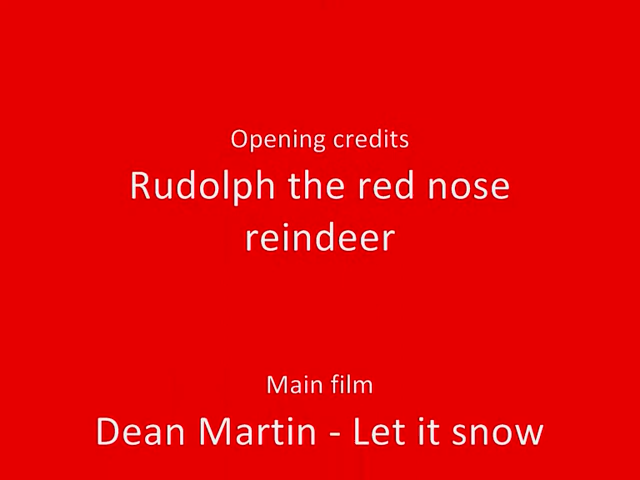 Opening credits
Rudolph the red nose
reindeer
Main film
Dean Martin - Let it snow